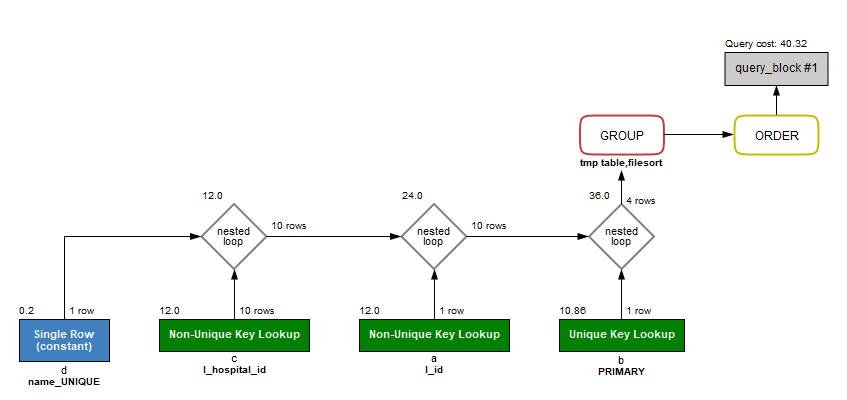 Query cost: 40.32
query_block #1
GROUP
ORDER
tmp table,filesort
12.0
24.0
36.0
4 rows
nested
loop
10 rows
nested
loop
10 rows
nested
loop
0.2
1 row
12.0
10 rows
12.0
1 row
10.86
1 row
Single Row
(constant)
Non-Unique Key Lookup
Non-Unique Key Lookup
Unique Key Lookup
d
name_UNIQUE
c
l_hospital_id
a
l_id
b
PRIMARY